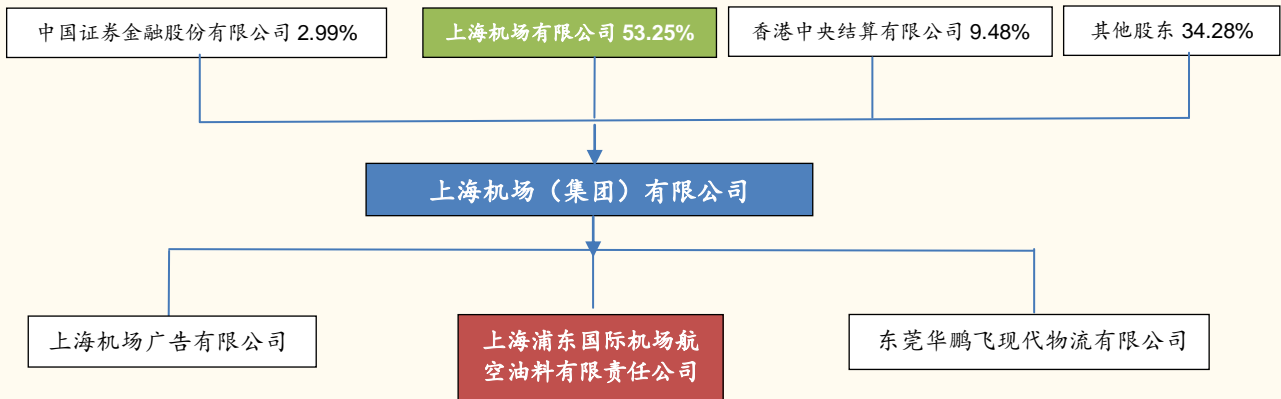 中国证券金融股份有限公司 2.99%
上海机场有限公司 53.25%
香港中央结算有限公司 9.48%
其他股东 34.28%
上海机场（集团）有限公司
上海机场广告有限公司
上海浦东国际机场航
空油料有限责任公司
东莞华鹏飞现代物流有限公司